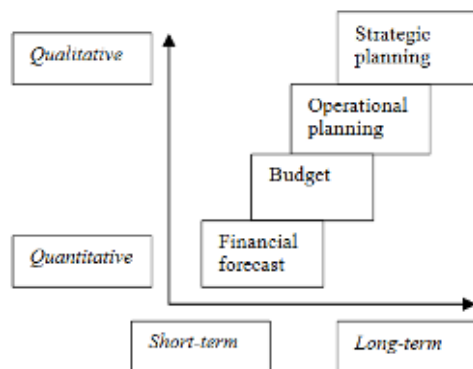 Strategic
planning
Qualitative
Operational
planning
Budget
Financial
forecast
Quantitative
Short-term
Long-term